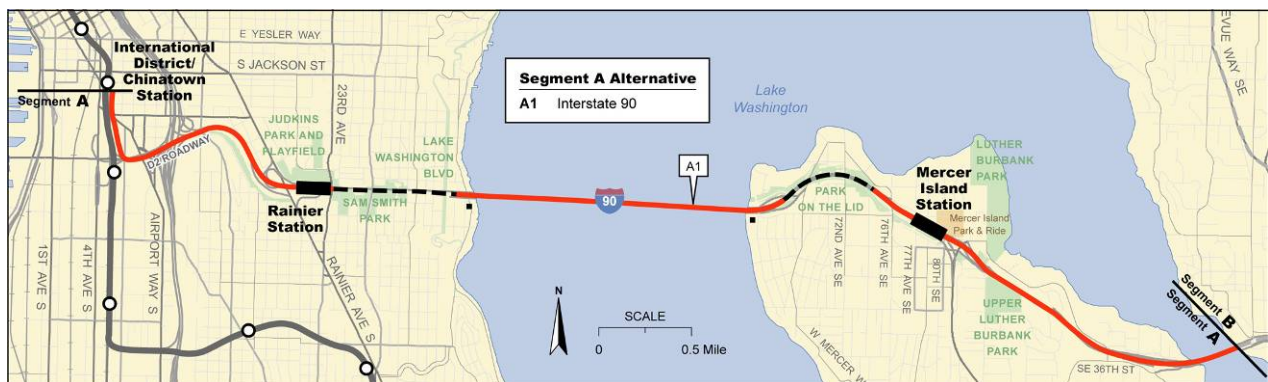 E YESLER WAY
International
District/
Chinatown
Station
S JACKSON ST
Segment A
D2 ROADWAY
JUDKINS
PARK AND
PLAYFIELD
23RD AVE
LAKE
WASHINGTON
BLVD
SAM SMITH
PARK
Rainier
Station
1ST AVE S
4TH AVE S
AIRPORT WAY S
RAINIER AVE S
Segment A Alternative
A1 Interstate 90
Lake
Washington
A1
90
N
SCALE
0 0.5 Mile
PARK
ON THE LID
72ND AVE SE
76TH AVE SE
77TH AVE SE
80TH SE
W MERCER W
LUTHER
BURBANK
PARK
Mercer
Island
Station
Mercer Island
Park & Ride
UPPER
LUTHER
BURBANK
PARK
SE 36TH ST
EVUE WAY SE
Segment B
Segment A